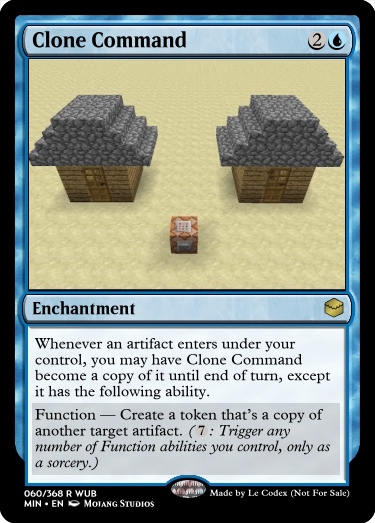 Clone Command
2
Enchantment
Whenever an artifact enters under your
control, you may have Clone Command
become a copy of it until end of turn, except
it has the following ability.
Function — Create a token that's a copy of
another target artifact. (7: Trigger any
number of Function abilities you control, only as
a sorcery.)
060/368 R WUB
MIN • EN Mojang Studios
Made by Le Codex (Not For Sale)